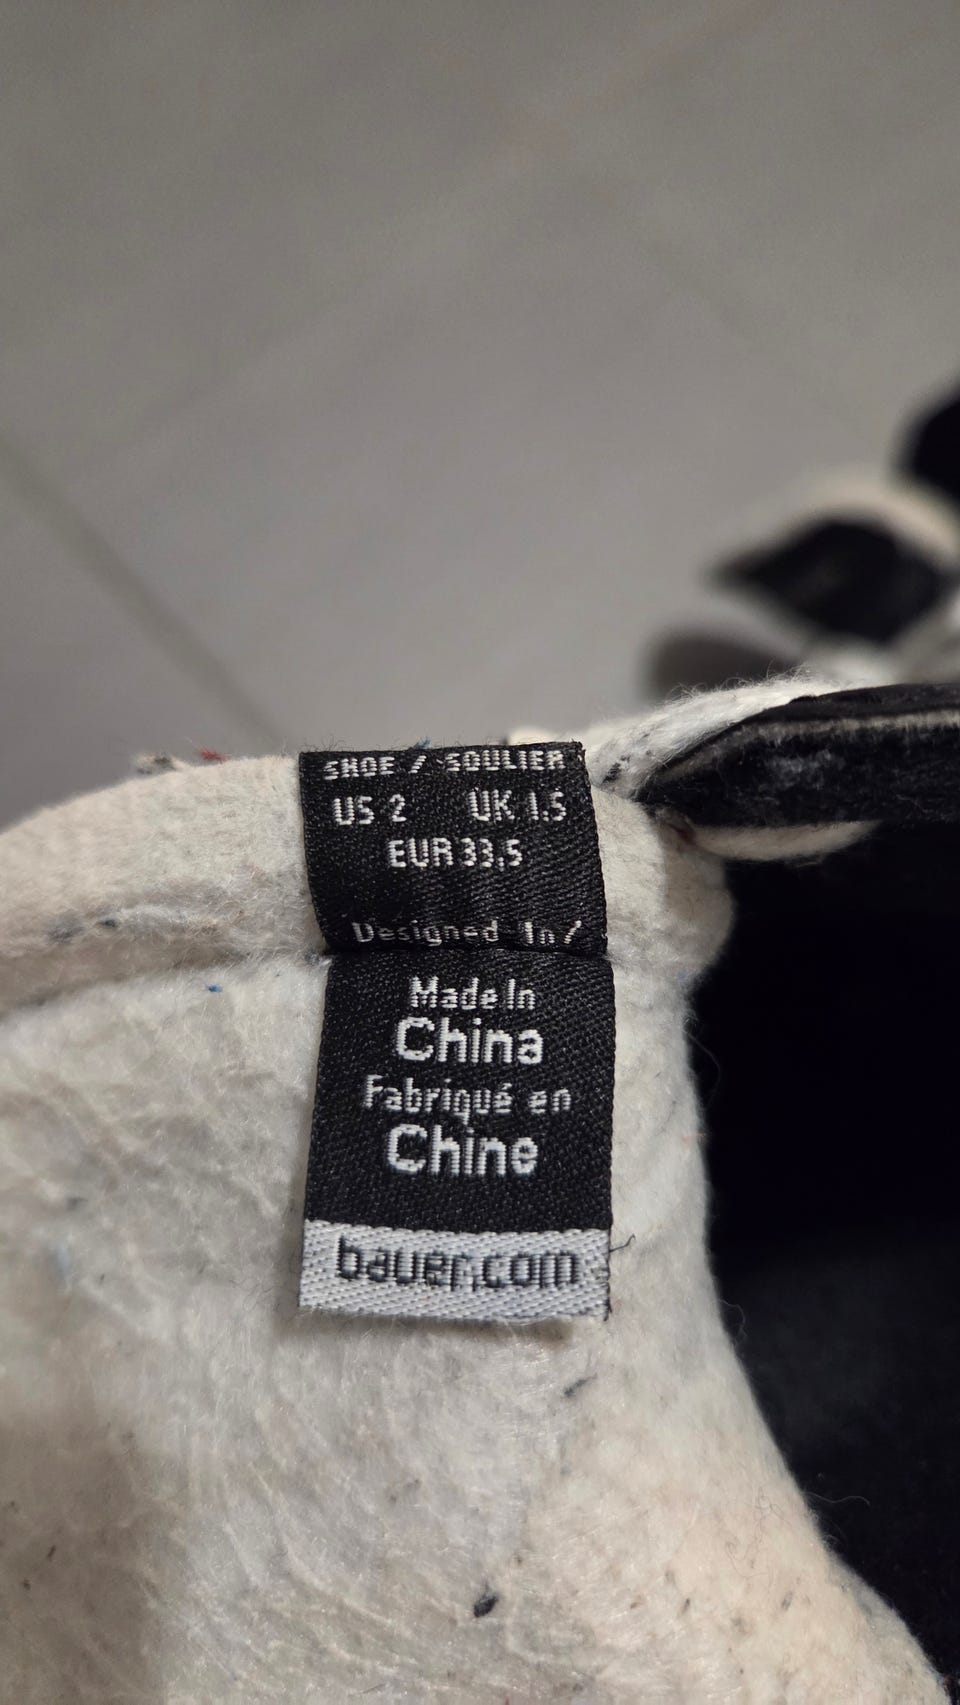 SHOE / SOULIER
US 2 UK 1.5
EUR 33,5
Designed In /
Made In
China
Fabriqué en
Chine
bauer.com